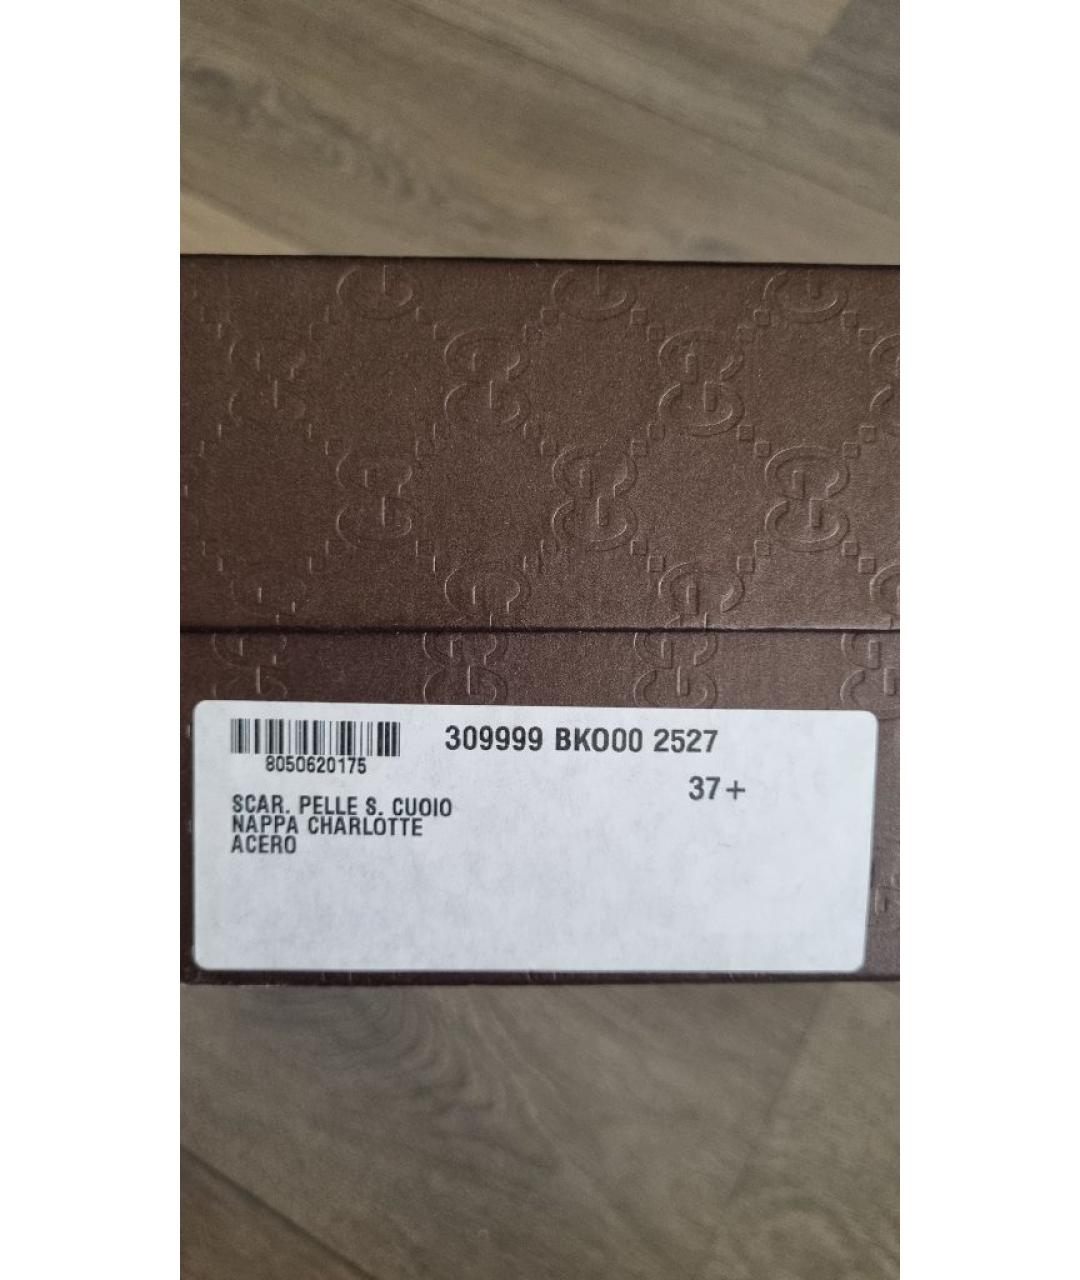 309999 BKO00 2527
8050620175
37+
SCAR. PELLE S. CUOIO
NAPPA CHARLOTTE
ACERO